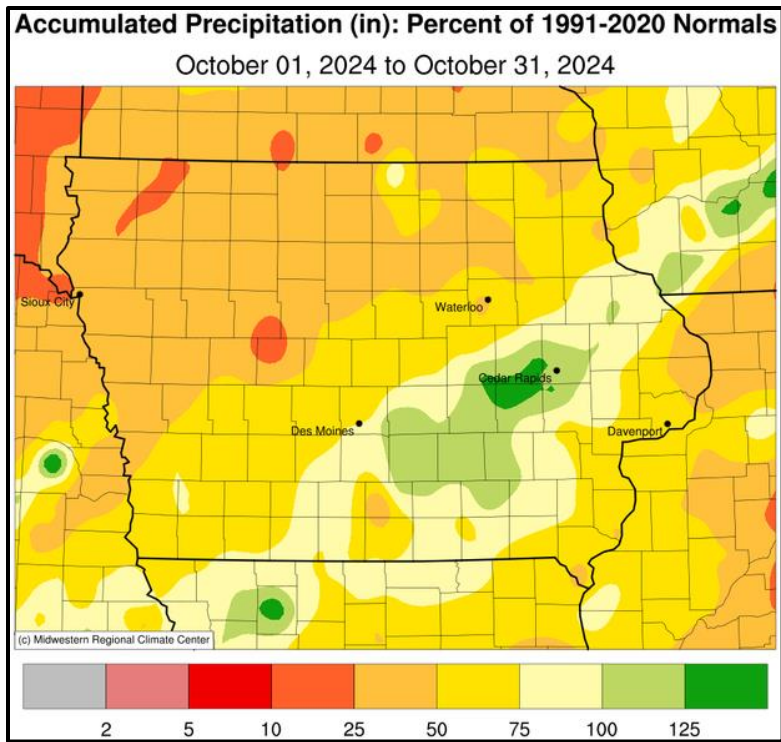 Accumulated Precipitation (in): Percent of 1991-2020 Normals
October 01, 2024 to October 31, 2024
Sioux City
Waterloo
Cedar Rapids
Des Moines
Davenport
(c) Midwestern Regional Climate Center
2 5 10 25 50 75 100 125